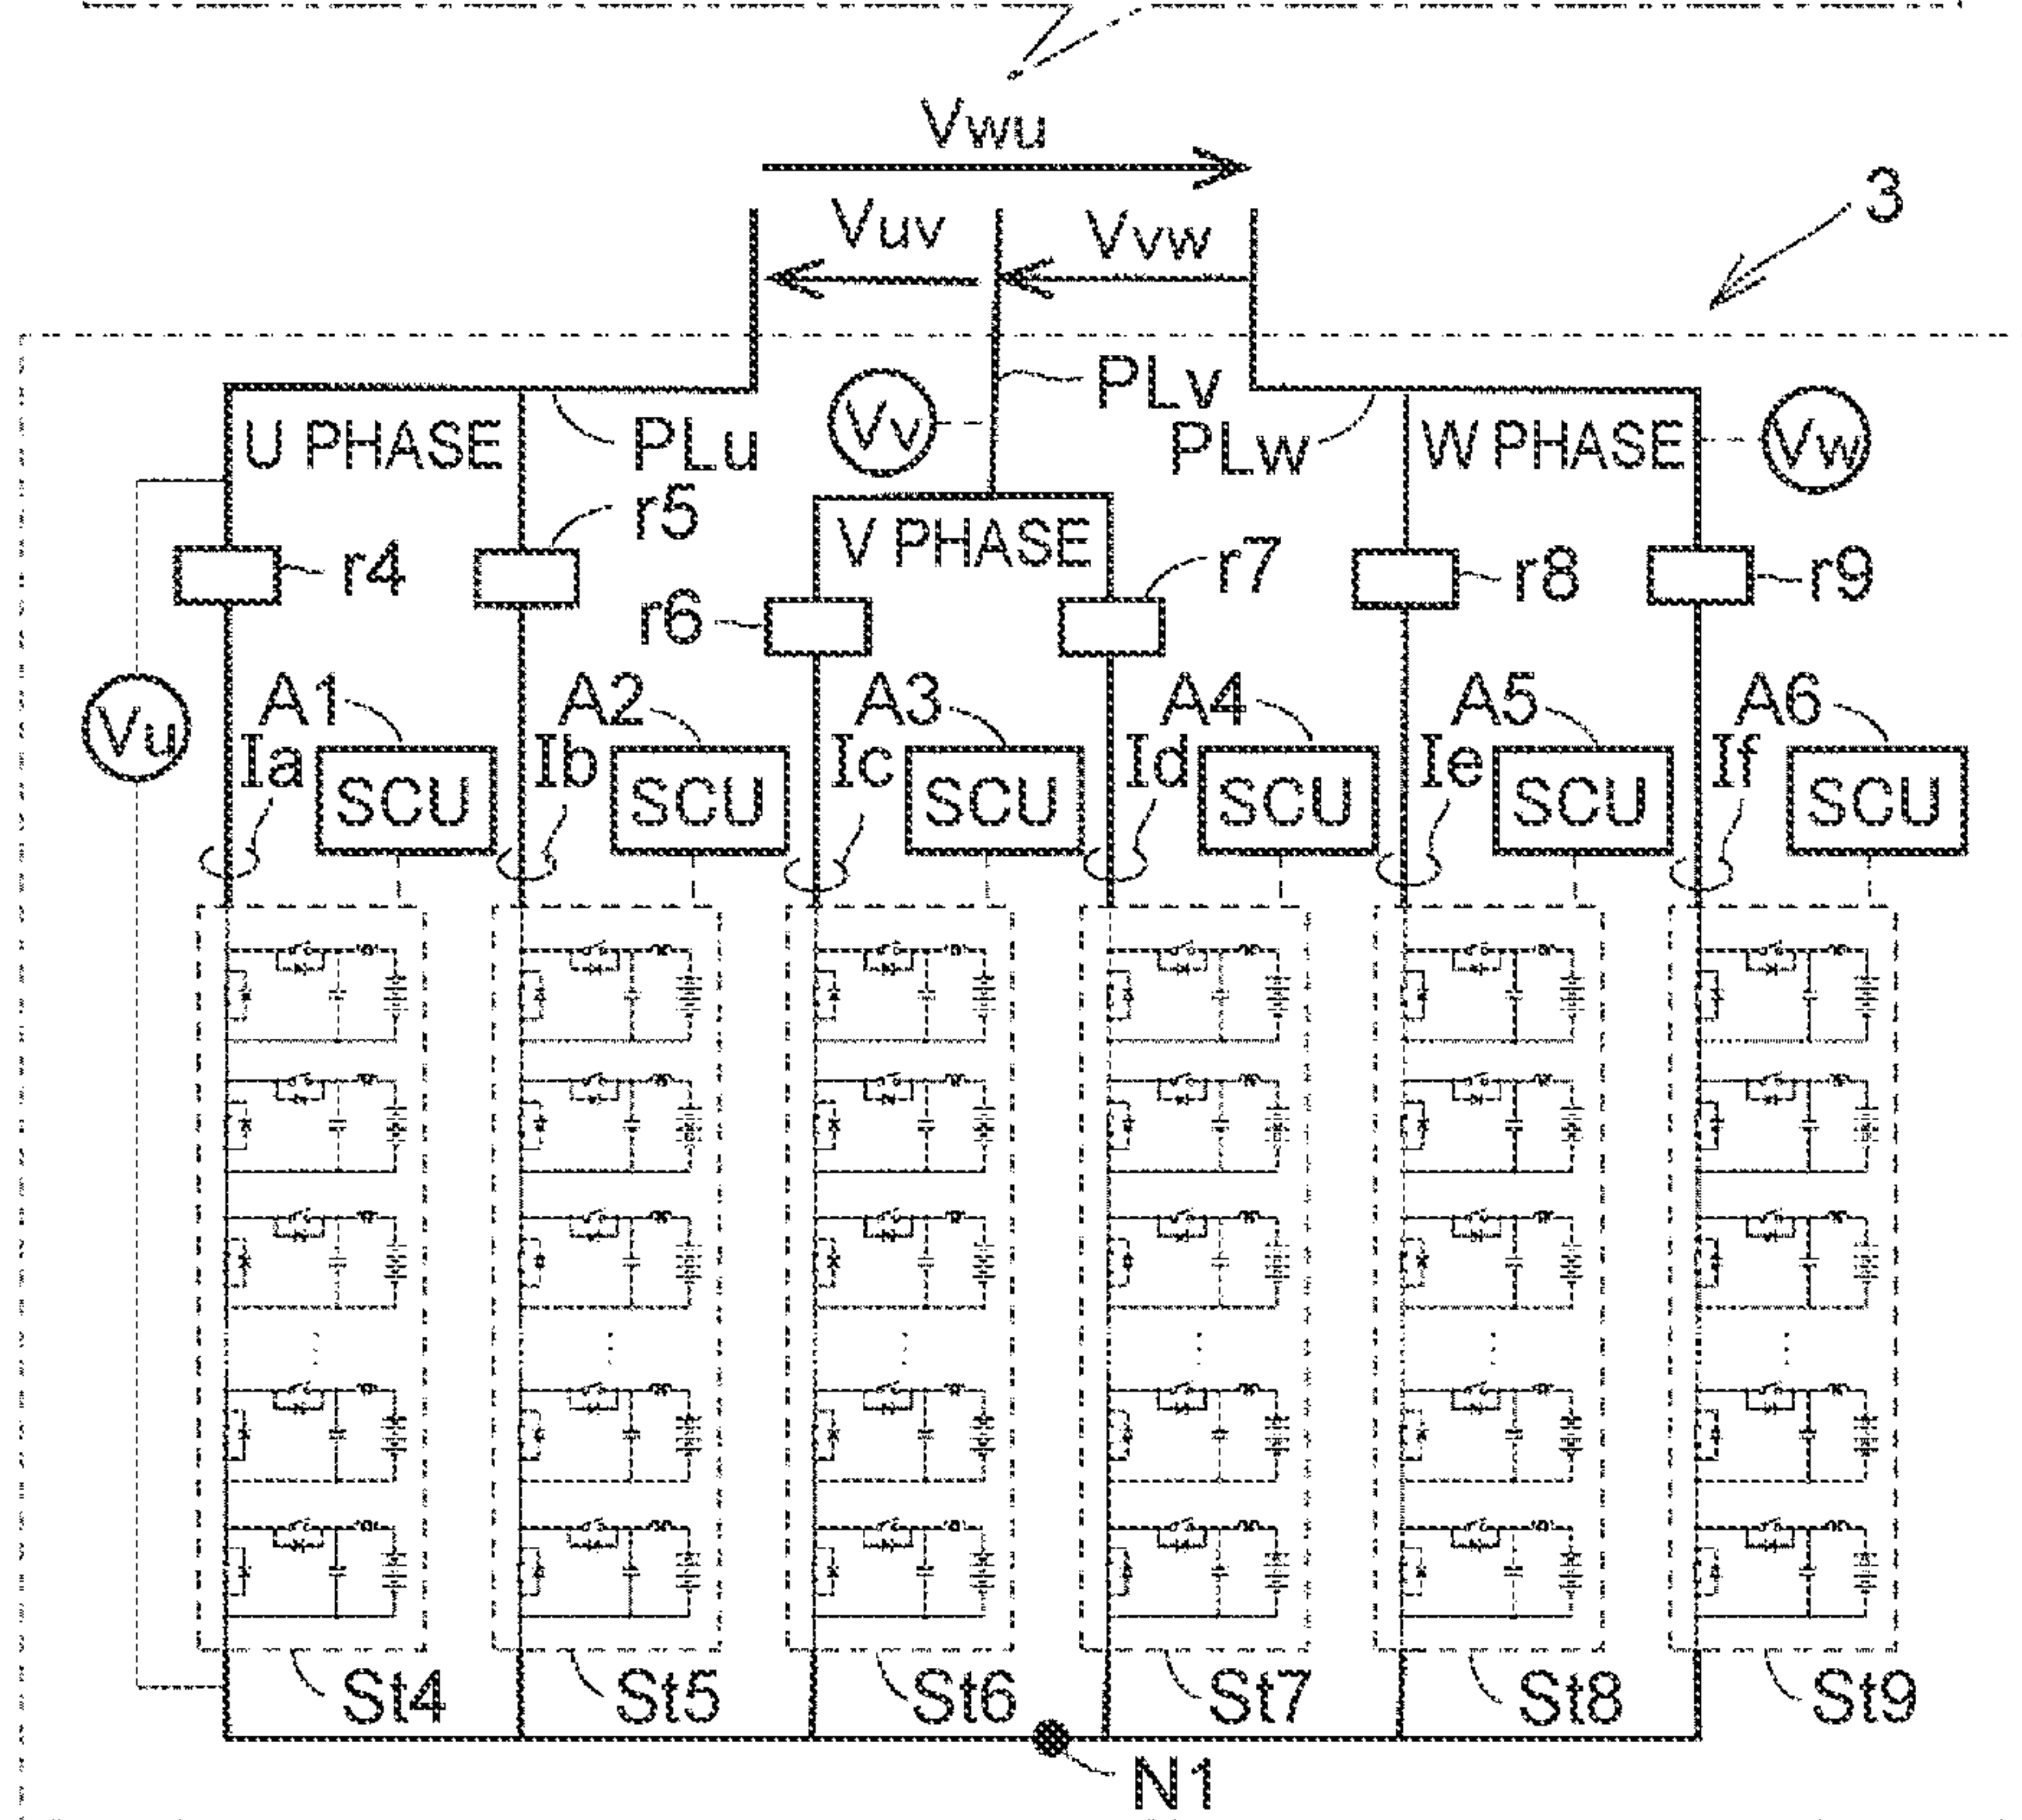 Vwu
3
Vuv
Vvw
PLv
Vv
U PHASE
PLu
PLw
W PHASE
Vw
r5
V PHASE
r4
r7
r8
r9
r6
A1
A2
A3
A4
A5
A6
Vu
Ia
SCU
Ib
SCU
Ic
SCU
Id
SCU
Ie
SCU
If
SCU
St4
St5
St6
St7
St8
St9
N1